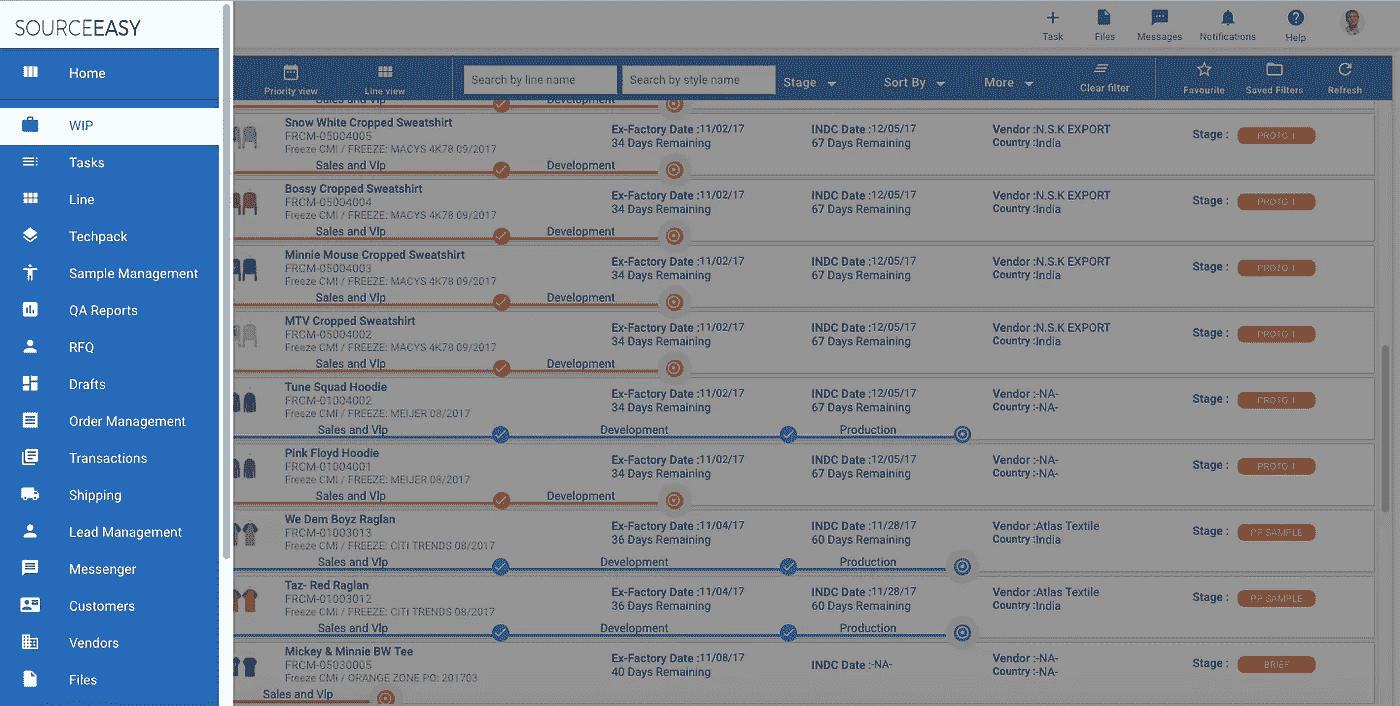 SOURCEEASY
Task
Files
Messages
Notifications
Help
Home
WIP
Tasks
Line
Techpack
Sample Management
QA Reports
RFQ
Drafts
Order Management
Transactions
Shipping
Lead Management
Messenger
Customers
Vendors
Files
Priority view
Line view
Search by line name
Search by style name
Stage
Sort By
More
Clear filter
Favourite
Saved Filters
Refresh
Sales and Vlp Development
Snow White Cropped Sweatshirt
FRCM-05004005
Freeze CMI / FREEZE: MACYS 4K78 09/2017
Ex-Factory Date :11/02/17
34 Days Remaining
INDC Date :12/05/17
67 Days Remaining
Vendor :N.S.K EXPORT
Country :India
Stage : PROTO 1
Sales and Vlp Development
Bossy Cropped Sweatshirt
FRCM-05004004
Freeze CMI / FREEZE: MACYS 4K78 09/2017
Ex-Factory Date :11/02/17
34 Days Remaining
INDC Date :12/05/17
67 Days Remaining
Vendor :N.S.K EXPORT
Country :India
Stage : PROTO 1
Sales and Vlp Development
Minnie Mouse Cropped Sweatshirt
FRCM-05004003
Freeze CMI / FREEZE: MACYS 4K78 09/2017
Ex-Factory Date :11/02/17
34 Days Remaining
INDC Date :12/05/17
67 Days Remaining
Vendor :N.S.K EXPORT
Country :India
Stage : PROTO 1
Sales and Vlp Development
MTV Cropped Sweatshirt
FRCM-05004002
Freeze CMI / FREEZE: MACYS 4K78 09/2017
Ex-Factory Date :11/02/17
34 Days Remaining
INDC Date :12/05/17
67 Days Remaining
Vendor :N.S.K EXPORT
Country :India
Stage : PROTO 1
Sales and Vlp Development
Tune Squad Hoodie
FRCM-01004002
Freeze CMI / FREEZE: MEIJER 08/2017
Ex-Factory Date :11/02/17
34 Days Remaining
INDC Date :12/05/17
67 Days Remaining
Vendor :-NA-
Country :-NA-
Stage : PROTO 1
Sales and Vlp Development Production
Pink Floyd Hoodie
FRCM-01004001
Freeze CMI / FREEZE: MEIJER 08/2017
Ex-Factory Date :11/02/17
34 Days Remaining
INDC Date :12/05/17
67 Days Remaining
Vendor :-NA-
Country :-NA-
Stage : PROTO 1
Sales and Vlp Development
We Dem Boyz Raglan
FRCM-01003013
Freeze CMI / FREEZE: CITI TRENDS 08/2017
Ex-Factory Date :11/04/17
36 Days Remaining
INDC Date :11/28/17
60 Days Remaining
Vendor :Atlas Textile
Country :India
Stage : PP SAMPLE
Sales and Vlp Development Production
Taz- Red Raglan
FRCM-01003012
Freeze CMI / FREEZE: CITI TRENDS 08/2017
Ex-Factory Date :11/04/17
36 Days Remaining
INDC Date :11/28/17
60 Days Remaining
Vendor :Atlas Textile
Country :India
Stage : PP SAMPLE
Sales and Vlp Development Production
Mickey & Minnie BW Tee
FRCM-05030005
Freeze CMI / ORANGE ZONE PO: 201703
Ex-Factory Date :11/08/17
40 Days Remaining
INDC Date :-NA-
Vendor :-NA-
Country :-NA-
Stage : BRIEF
Sales and Vlp